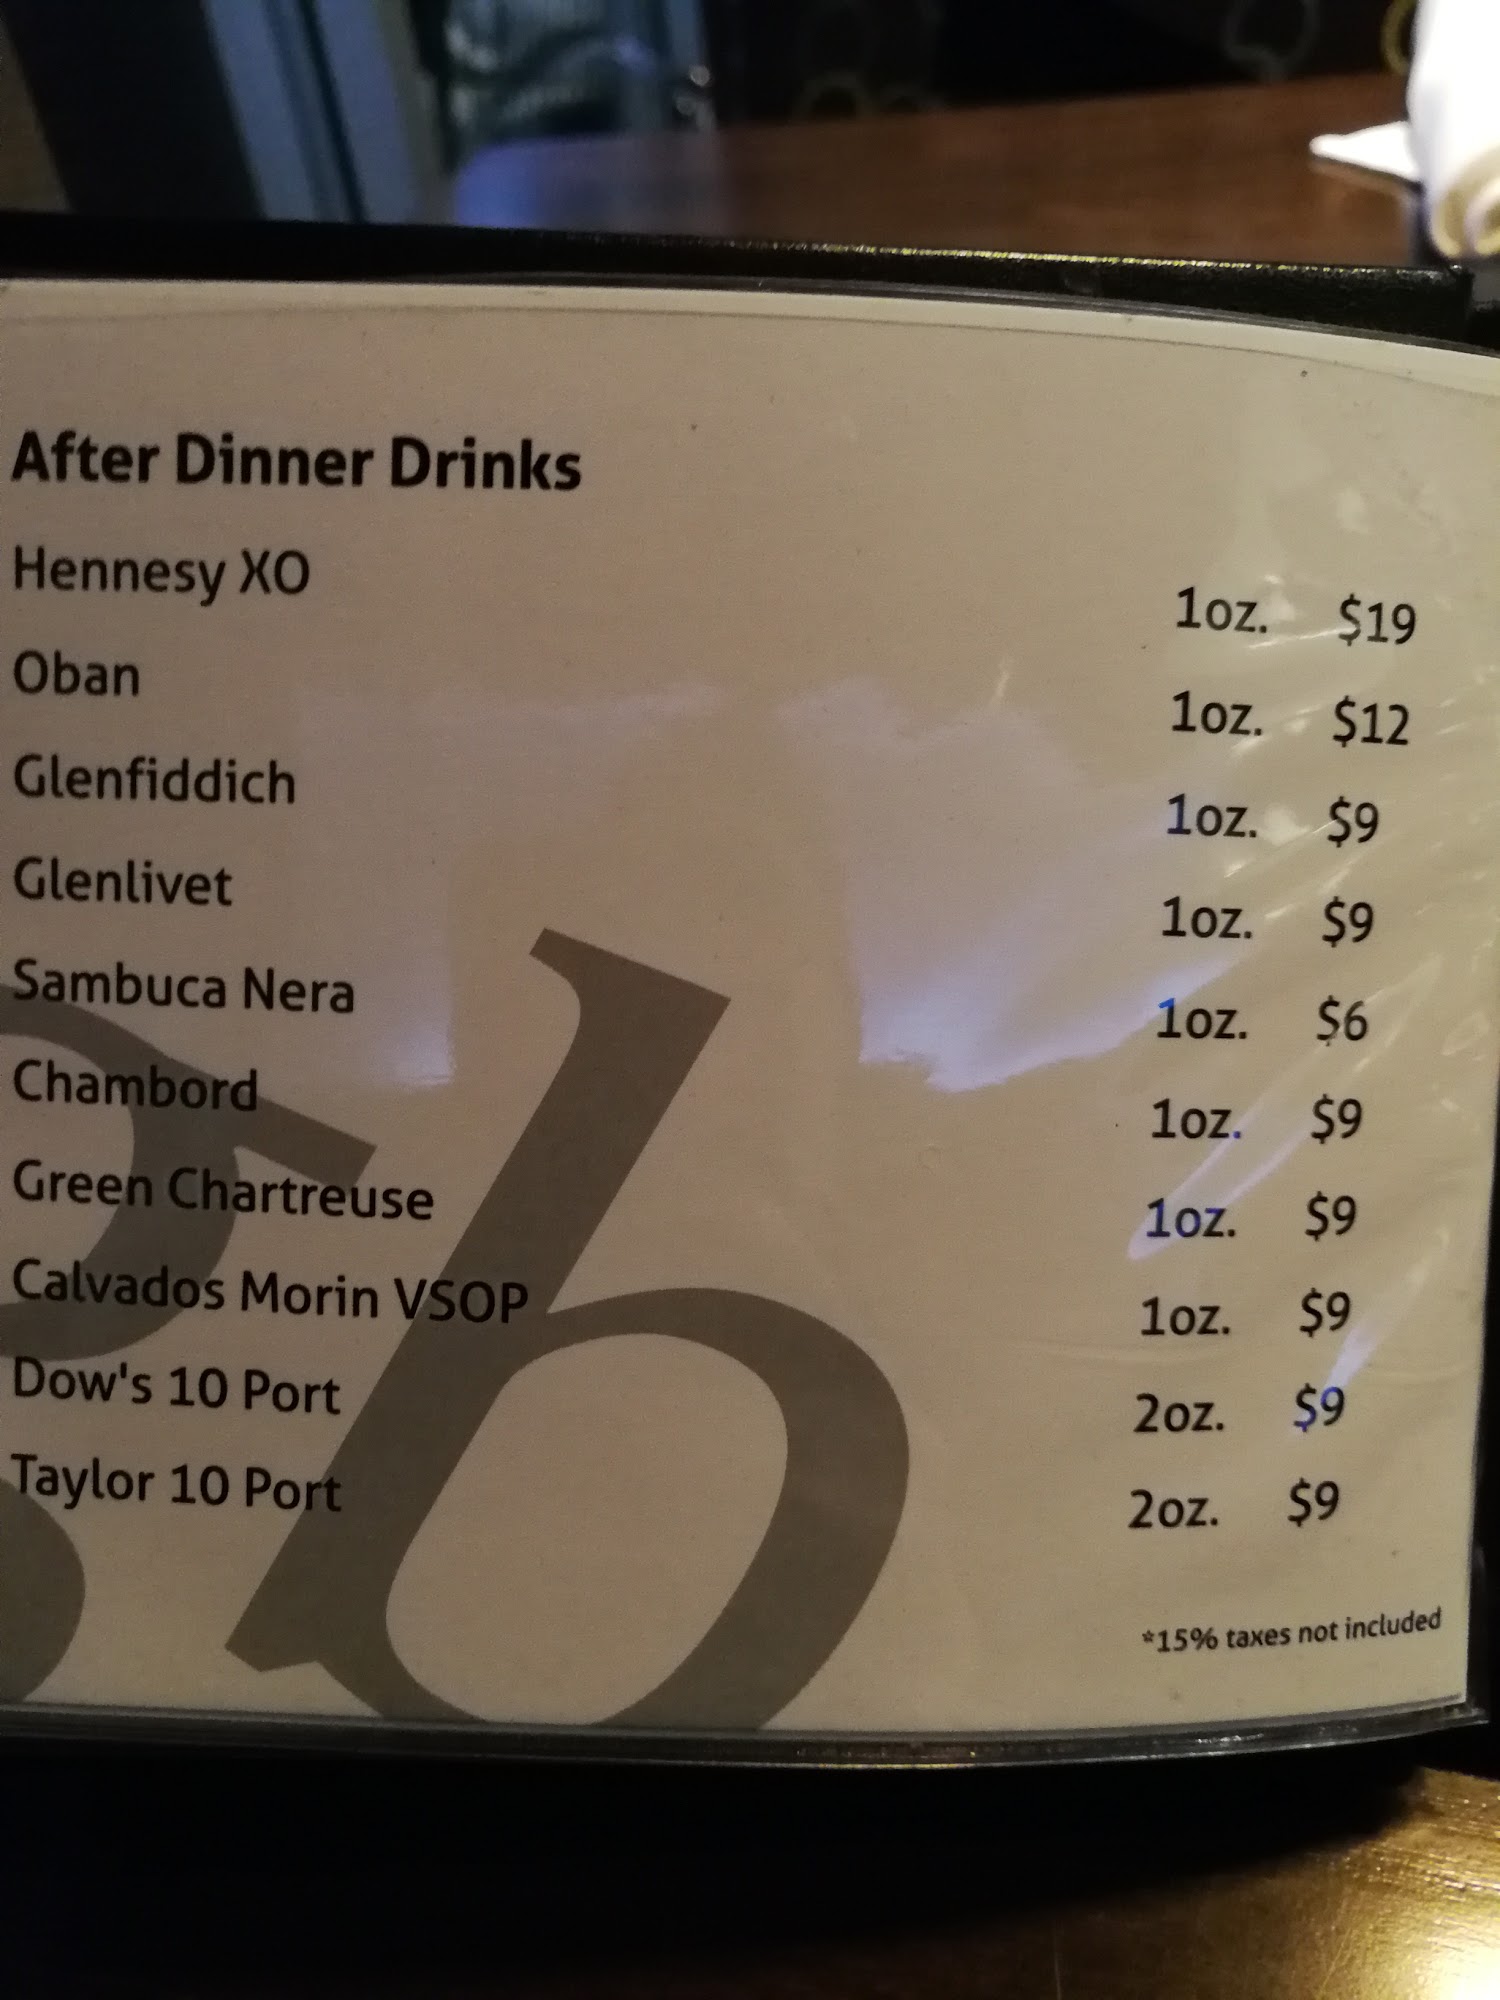 After Dinner Drinks
Hennesy XO 1oz. $19
Oban 1oz. $12
Glenfiddich 1oz. $9
Glenlivet 1oz. $9
Sambuca Nera 1oz. $6
Chambord 1oz. $9
Green Chartreuse 1oz. $9
Calvados Morin VSOP 1oz. $9
Dow's 10 Port 2oz. $9
Taylor 10 Port 2oz. $9
*15% taxes not included
b